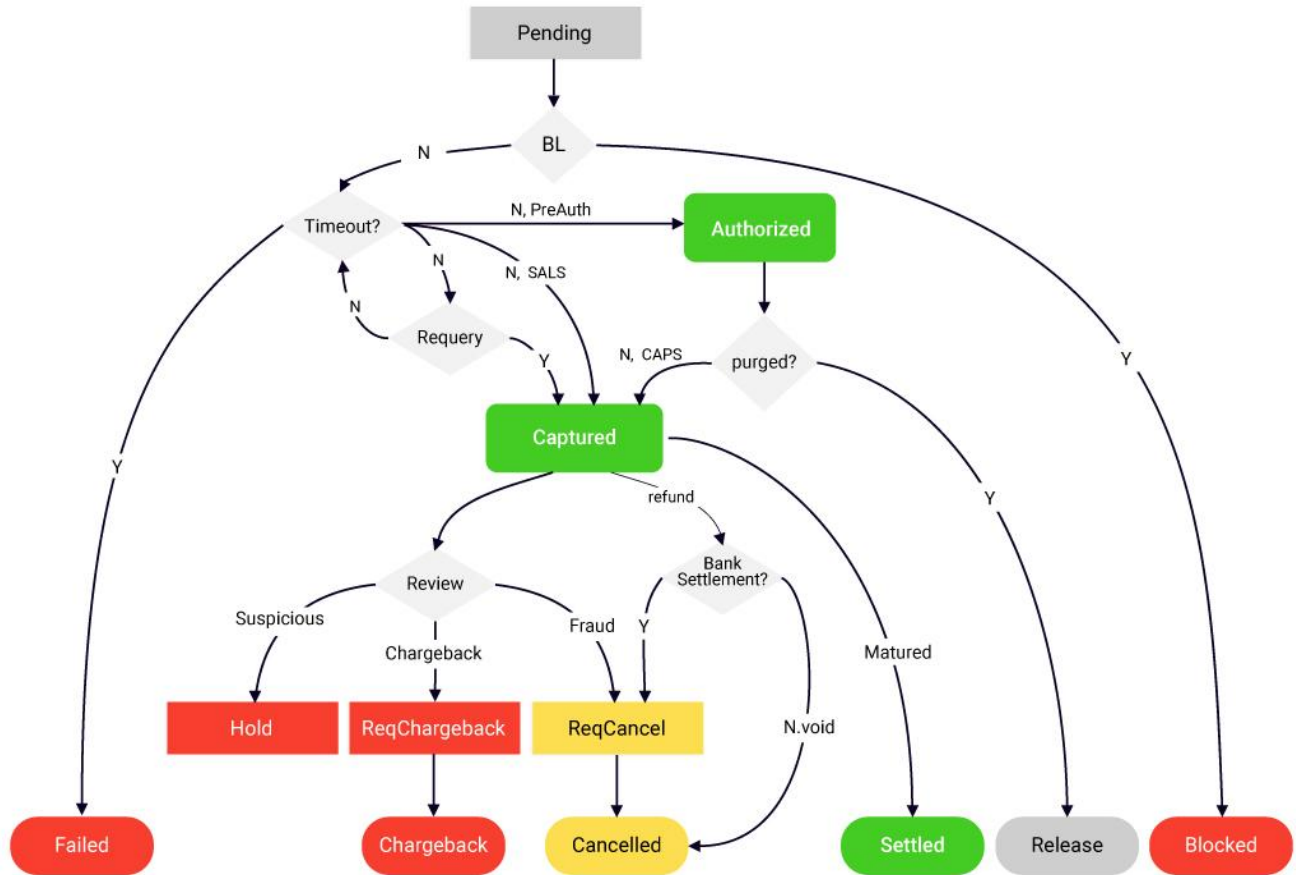 Pending
BL
N
Timeout?
N, PreAuth
Authorized
N
N, SALS
N
Requery
Y
N, CAPS
purged?
Y
Y
Captured
Y
refund
Review
Bank
Settlement?
Suspicious
Chargeback
Fraud
Y
Matured
N.void
Hold
ReqChargeback
ReqCancel
Failed
Chargeback
Cancelled
Settled
Release
Blocked